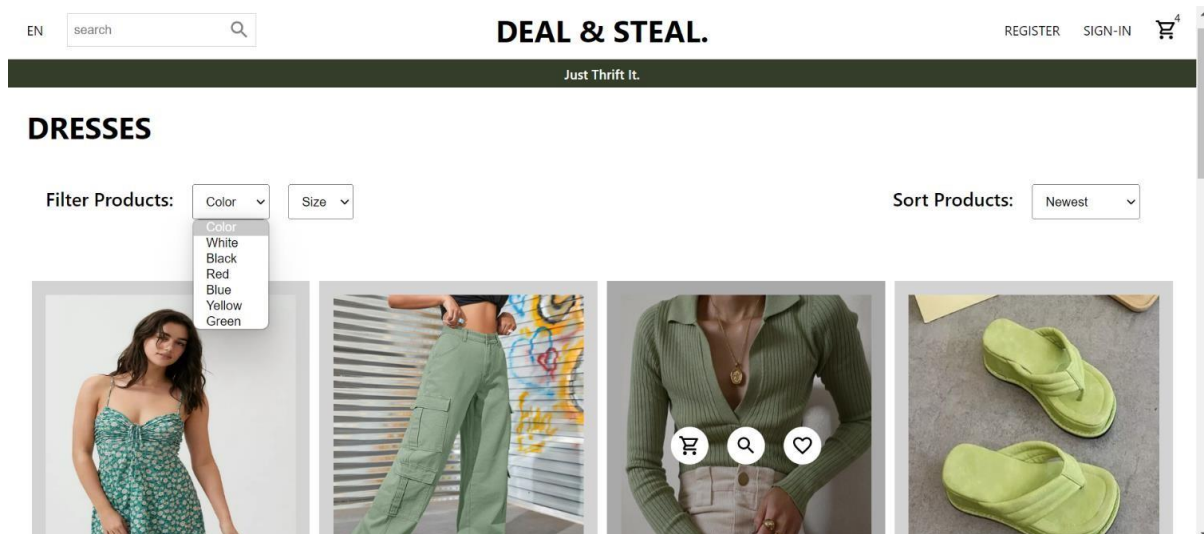 EN search DEAL & STEAL. REGISTER SIGN-IN 4
Just Thrift It.
DRESSES
Filter Products: Color Size Sort Products: Newest
Color
White
Black
Red
Blue
Yellow
Green